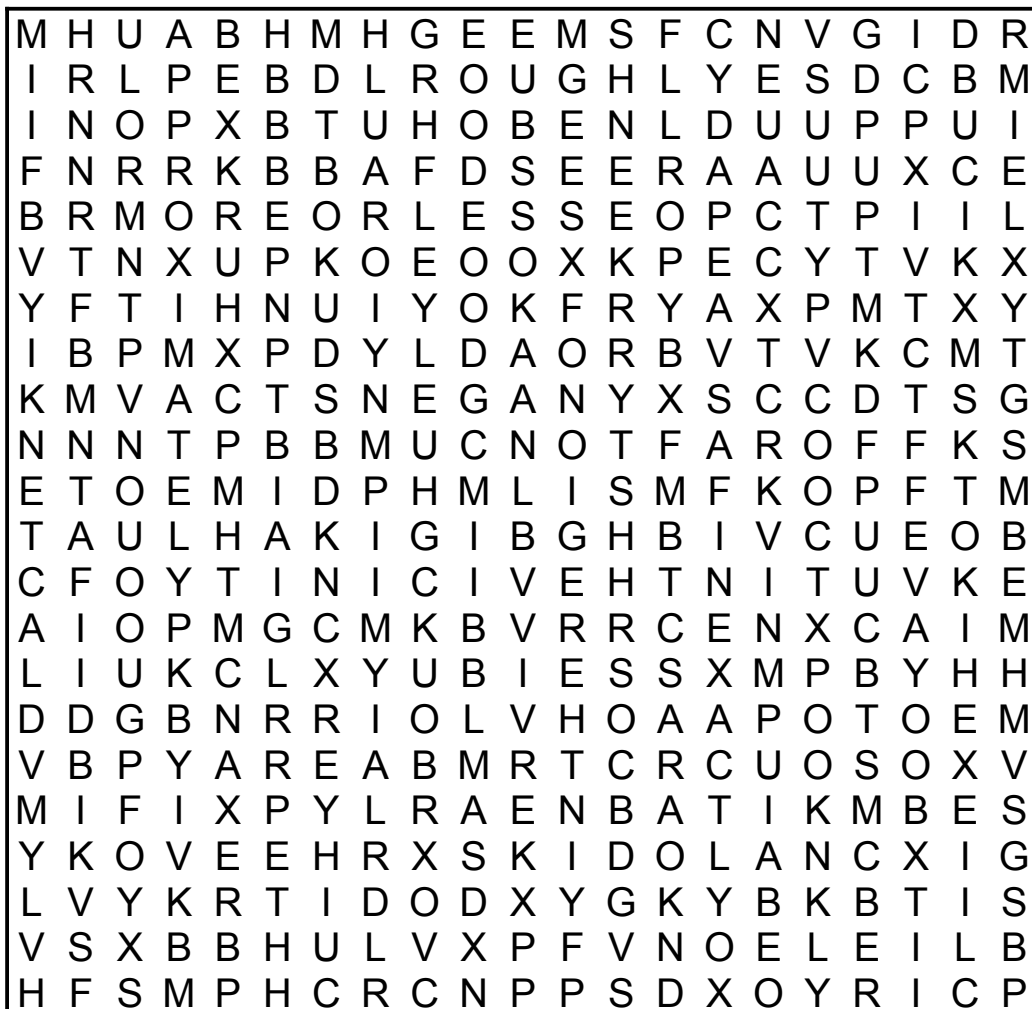 M H U A B H M H G E E M S F C N V G I D R
I R L P E B D L R O U G H L Y E S D C B M
I N O P X B T U H O B E N L D U U P P U I
F N R R K B B A F D S E E R A A U U X C E
B R M O R E O R L E S S E O P C T P I I L
V T N X U P K O E O O X K P E C Y T V K X
Y F T I H N U I Y O K F R Y A X P M T X Y
I B P M X P D Y L D A O R B V T V K C M T
K M V A C T S N E G A N Y X S C C D T S G
N N N T P B B M U C N O T F A R O F F K S
E T O E M I D P H M L I S M F K O P F T M
T A U L H A K I G I B G H B I V C U E O B
C F O Y T I N I C I V E H T N I T U V K E
A I O P M G C M K B V R R C E N X C A I M
L I U K C L X Y U B I E S S X M P B Y H H
D D G B N R R I O L V H O A A P O T O E M
V B P Y A R E A B M R T C R C U O S O X V
M I F I X P Y L R A E N B A T I K M B E S
Y K O V E E H R X S K I D O L A N C X I G
L V Y K R T I D O D X Y G K Y B K B T I S
V S X B B H U L V X P F V N O E L E I L B
H F S M P H C R C N P P S D X O Y R I C P